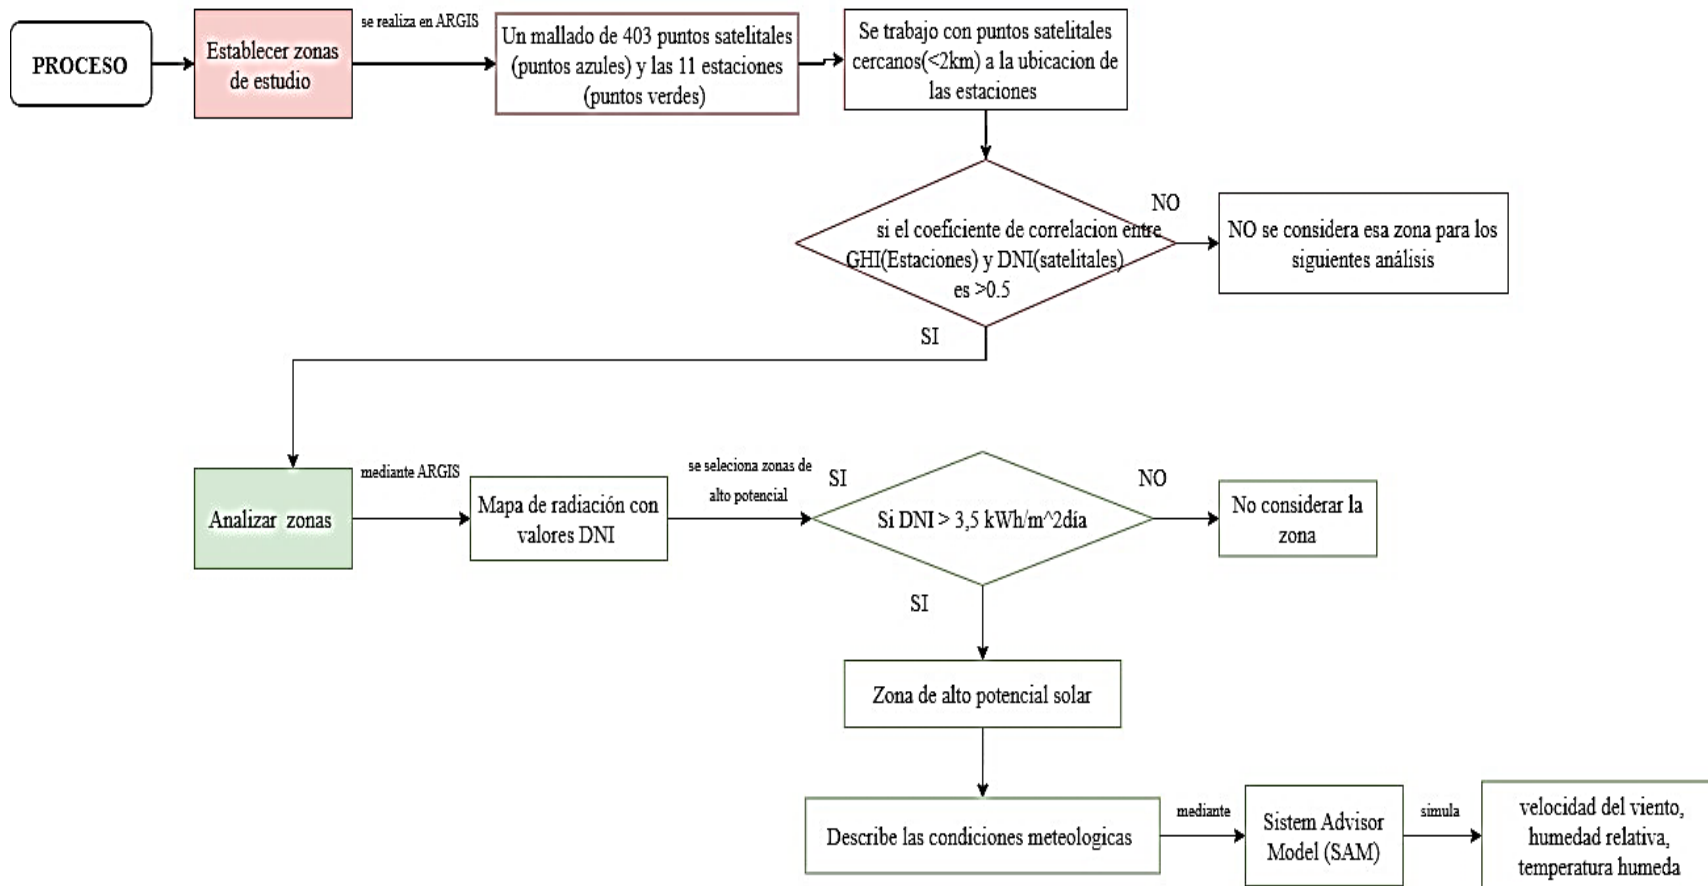 PROCESO
Establecer zonas
de estudio
se realiza en ARGIS
Un mallado de 403 puntos satelitales
(puntos azules) y las 11 estaciones
(puntos verdes)
Se trabajo con puntos satelitales
cercanos(<2km) a la ubicacion de
las estaciones
si el coeficiente de correlacion entre
GHI(Estaciones) y DNI(satelitales)
es >0.5
NO
NO se considera esa zona para los
siguientes análisis
SI
Analizar zonas
mediante ARGIS
Mapa de radiación con
valores DNI
se seleciona zonas de
alto potencial
SI
Si DNI > 3,5 kWh/m^2día
NO
No considerar la
zona
SI
Zona de alto potencial solar
Describe las condiciones meteologicas
mediante
Sistem Advisor
Model (SAM)
simula
velocidad del viento,
humedad relativa,
temperatura humeda